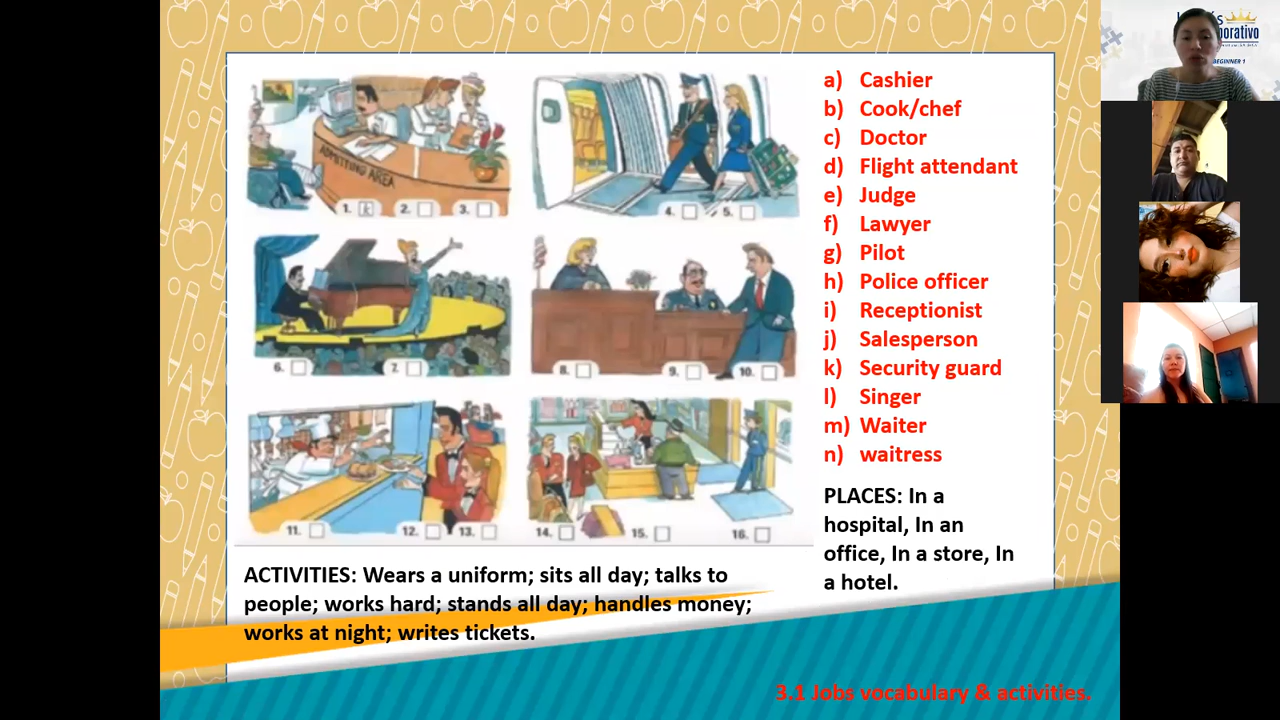 ADMITTING AREA
1. k 2. 3.
4. 5.
6. 7.
8. 9. 10.
11. 12. 13.
14. 15. 16.
a) Cashier
b) Cook/chef
c) Doctor
d) Flight attendant
e) Judge
f) Lawyer
g) Pilot
h) Police officer
i) Receptionist
j) Salesperson
k) Security guard
l) Singer
m) Waiter
n) waitress
PLACES: In a
hospital, In an
office, In a store, In
a hotel.
ACTIVITIES: Wears a uniform; sits all day; talks to
people; works hard; stands all day; handles money;
works at night; writes tickets.
3.1 Jobs vocabulary & activities.